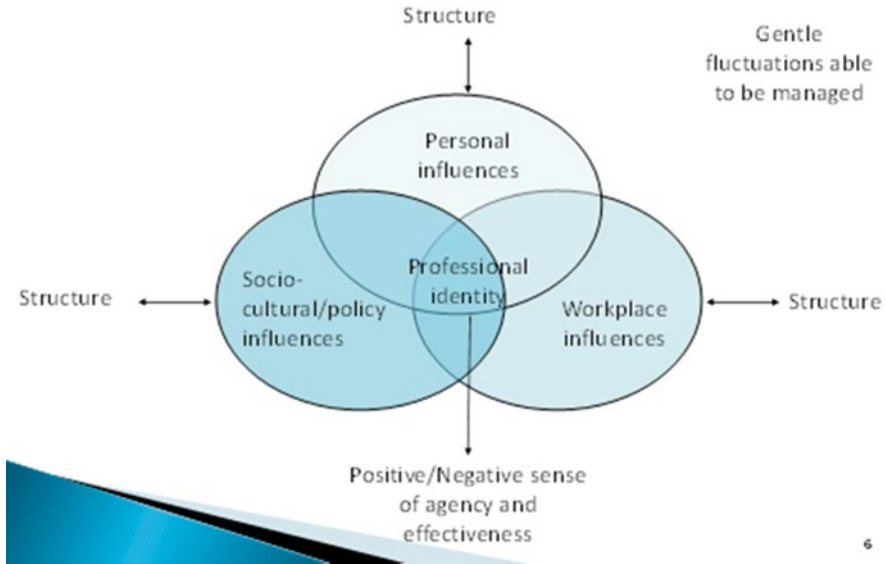 Structure
Gentle
fluctuations able
to be managed
Personal
influences
Professional
identity
Socio-
cultural/policy
influences
Workplace
influences
Structure
Structure
Positive/Negative sense
of agency and
effectiveness
6